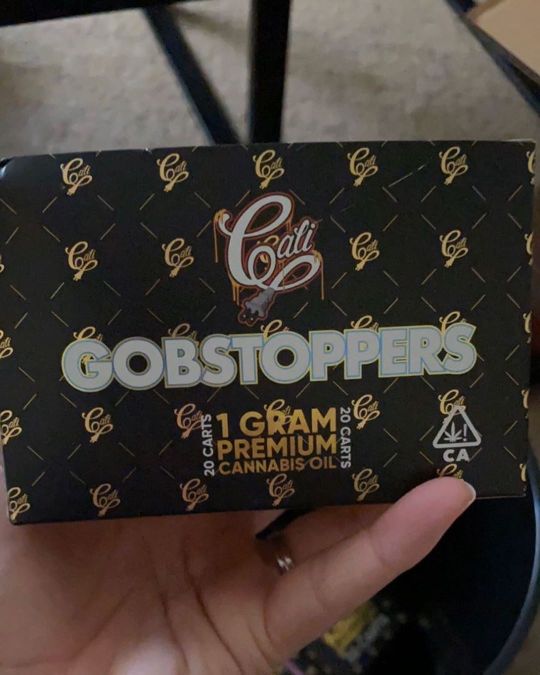 Cali
GOBSTOPPERS
20 CARTS
1 GRAM
PREMIUM
CANNABIS OIL
20 CARTS
CA